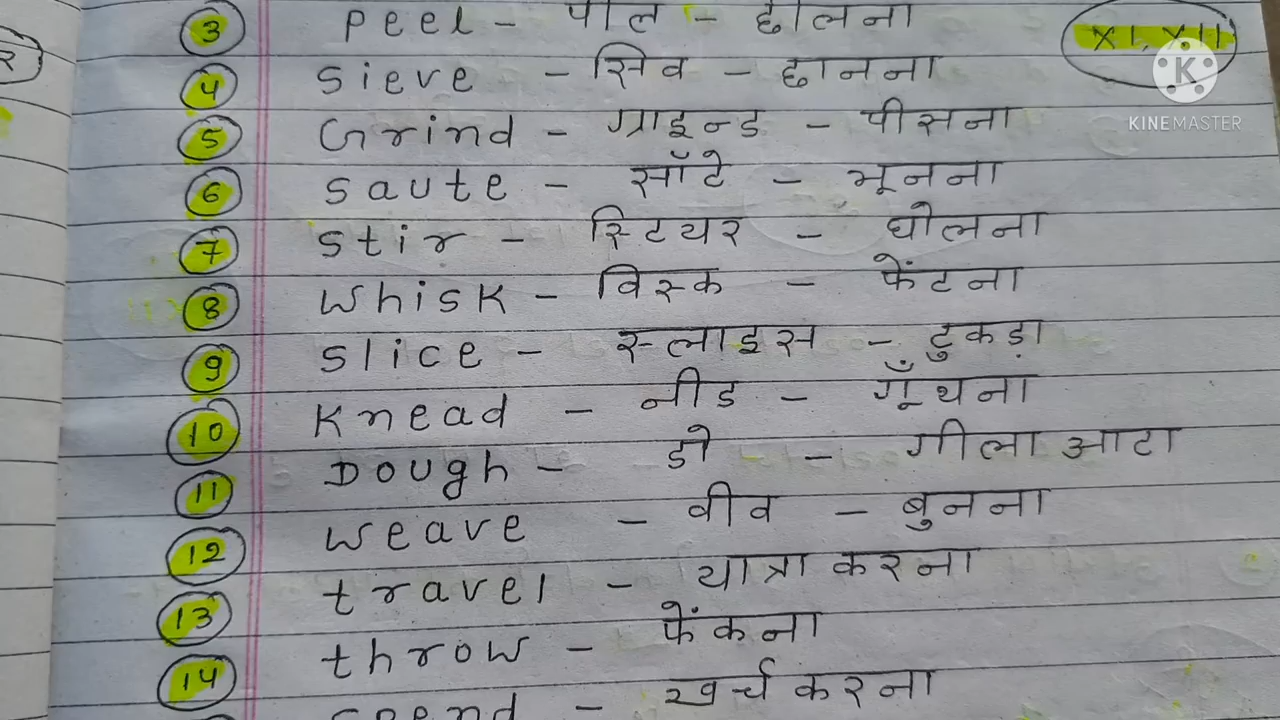 २
XI, XII
K
KINEMASTER
3 Peel - पील - छीलना
4 Sieve - सिव - छानना
5 Grind - ग्राइन्ड - पीसना
6 Saute - सॉटे - भूनना
7 Stir - स्टियर - घोलना
8 Whisk - विस्क - फेंटना
9 Slice - स्लाइस - टुकड़ा
10 Knead - नीड - गूँथना
11 Dough - डो - गीला आटा
12 Weave - वीव - बुनना
13 travel - यात्रा करना
14 throw - फेंकना
spend - खर्च करना